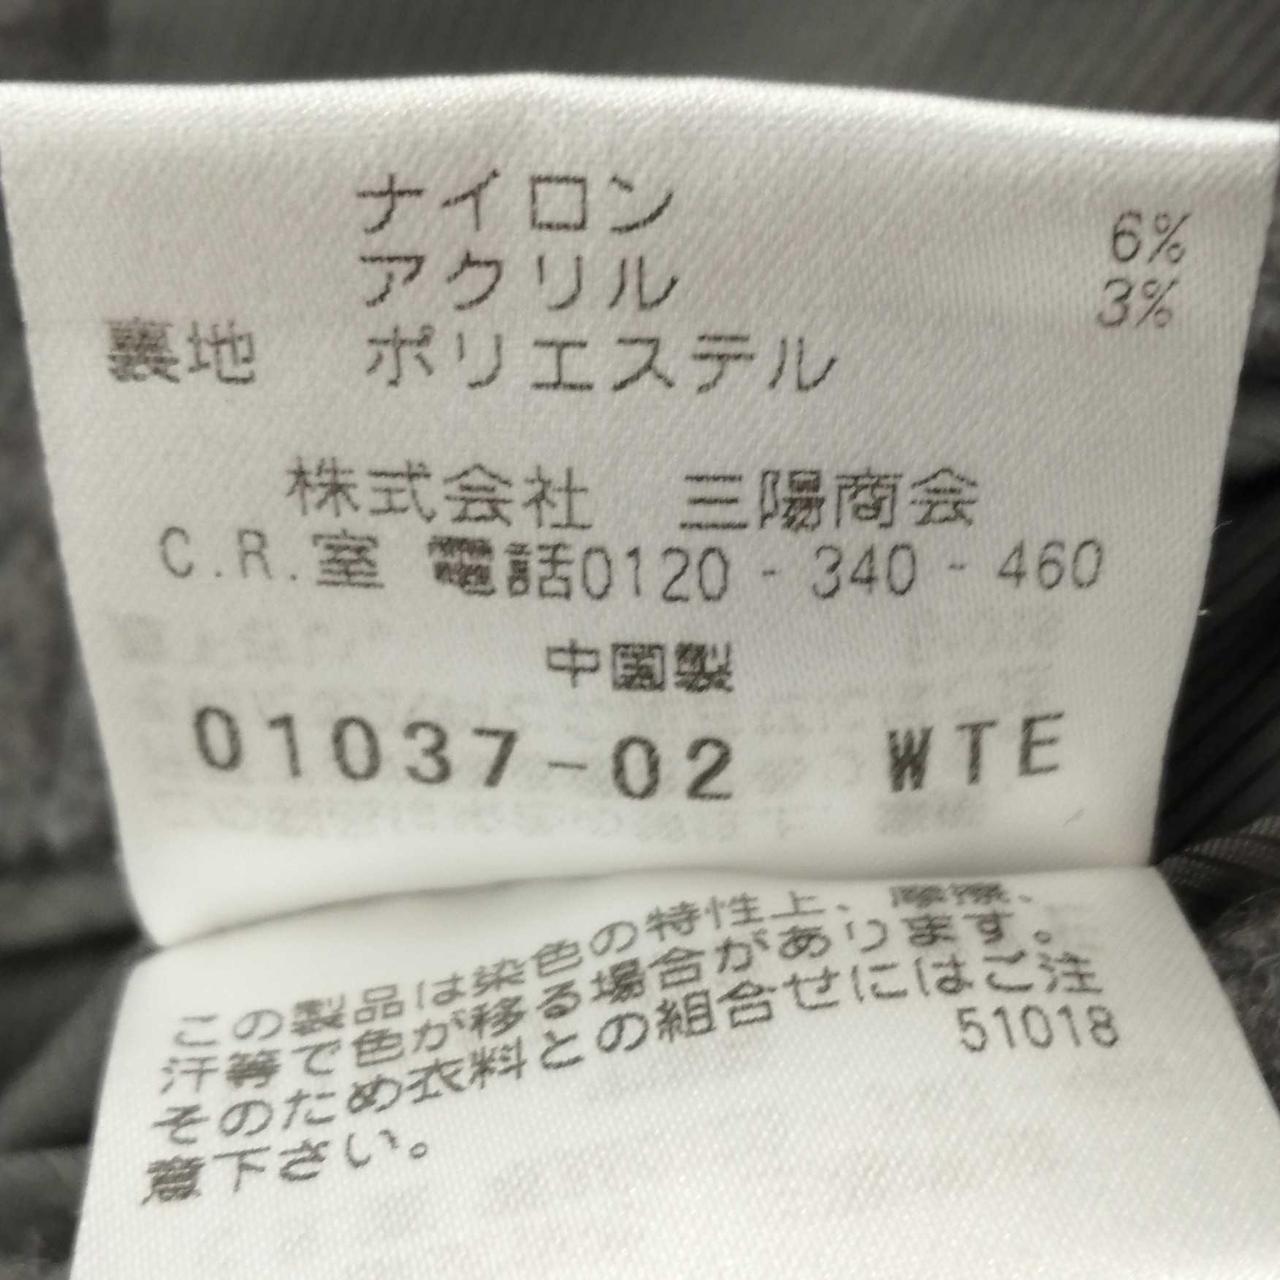 ナイロン 6%
アクリル 3%
裏地 ポリエステル
株式会社 三陽商会
C.R.室 電話0120-340-460
中国製
01037-02 WTE
この製品は染色の特性上、摩擦、
汗等で色が移る場合があります。
そのため衣料との組合せにはご注
意下さい。
51018